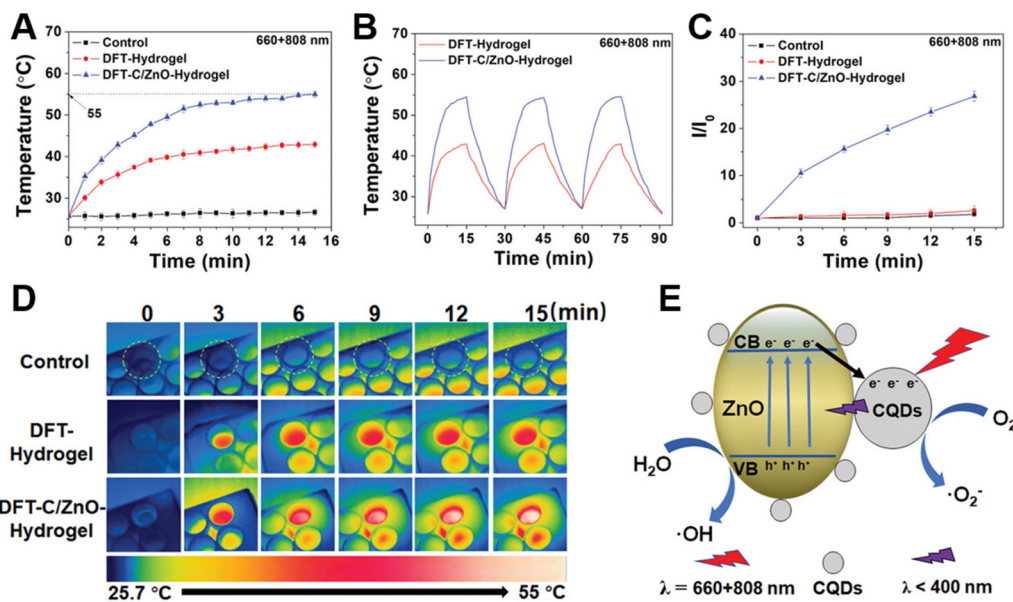 A
660+808 nm
Control
DFT-Hydrogel
DFT-C/ZnO-Hydrogel
Temperature (°C)
70
60
50
40
30
55
0 2 4 6 8 10 12 14 16
Time (min)
B
660+808 nm
DFT-Hydrogel
DFT-C/ZnO-Hydrogel
Temperature (°C)
70
60
50
40
30
0 15 30 45 60 75 91
Time (min)
C
660+808 nm
Control
DFT-Hydrogel
DFT-C/ZnO-Hydrogel
I/I0
40
30
20
10
0
0 3 6 9 12 15
Time (min)
D
0 3 6 9 12 15(min)
Control
DFT-
Hydrogel
DFT-C/ZnO-
Hydrogel
25.7 °C 55 °C
E
CB e- e- e-
ZnO
VB h+ h+ h+
e- e- e-
CQDs
H2O
·OH
O2
·O2-
λ = 660+808 nm
CQDs
λ < 400 nm